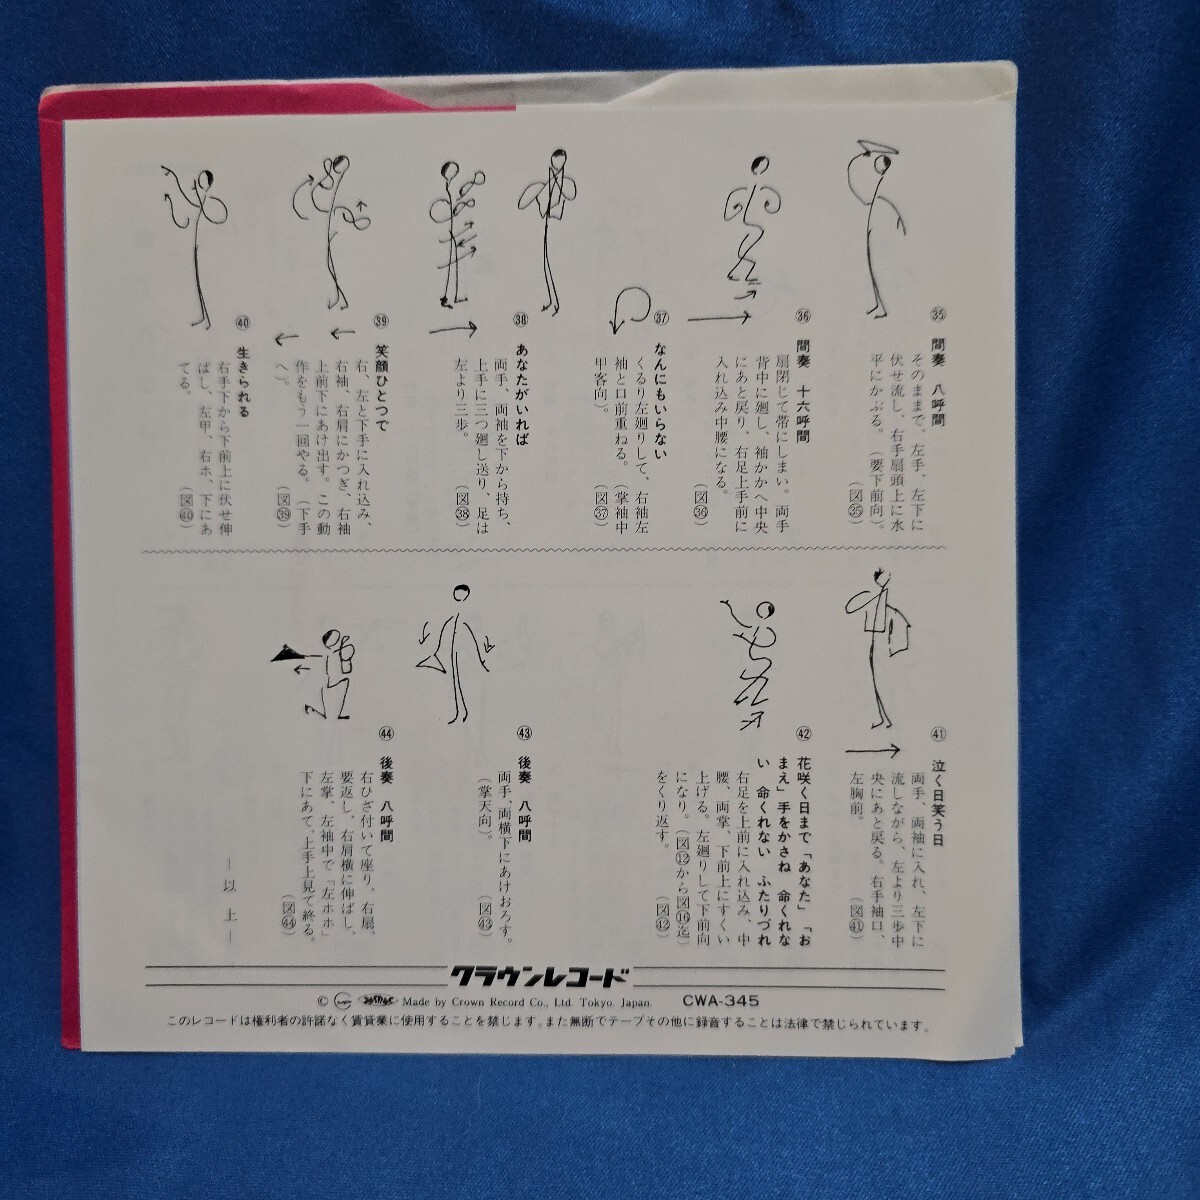 ㉟ 間奏 八呼間
そのままで、左手、左下に
伏せ流し、右手扇頭上に水
平にかぶる。(要下前向)。
(図㉟)
㊱ 間奏 十六呼間
扇閉じて帯にしまい。両手
背中に廻し、袖かかへ中央
にあと戻り、右足上手前に
入れ込み中腰になる。
(図㊱)
㊲ なんにもいらない
くるり左廻りして、右袖左
袖と口前重ねる。(掌袖中
甲客向)。
(図㊲)
㊳ あなたがいれば
両手、両袖を下から持ち、
上手に三つ廻し送り、足は
左より三歩。
(図㊳)
㊴ 笑顔ひとつで
右、左と下手に入れ込み、
右袖、右肩にかつぎ、右袖
上前下にあけ出す。この動
作をもう一回やる。(下手
へ)。
(図㊴)
㊵ 生きられる
右手下から下前上に伏せ伸
ばし、左甲、右ホ、下にあ
てる。
(図㊵)
㊶ 泣く日笑う日
両手、両袖に入れ、左下に
流しながら、左より三歩中
央にあと戻る。右手袖口、
左胸前。
(図㊶)
㊷ 花咲く日まで「あなた」「お
まえ」手をかさね 命くれな
い 命くれない ふたりづれ
右足を上前に入れ込み、中
腰、両掌、下前上にすくい
上げる。左廻りして下前向
になり。(図⑫から図⑯迄)
をくり返す。
(図㊷)
㊸ 後奏 八呼間
両手、両横下にあけおろす。
(掌天向)。
(図㊸)
㊹ 後奏 八呼間
右ひざ付いて座り、右扇、
要返し、右肩横に伸ばし、
左掌、左袖中で「左ホホ」
下にあて。上手上見て終る。
(図㊹)
―以 上―
クラウンレコード
© Made by Crown Record Co., Ltd. Tokyo. Japan. CWA-345
このレコードは権利者の許諾なく賃貸業に使用することを禁じます。また無断でテープその他に録音することは法律で禁じられています。